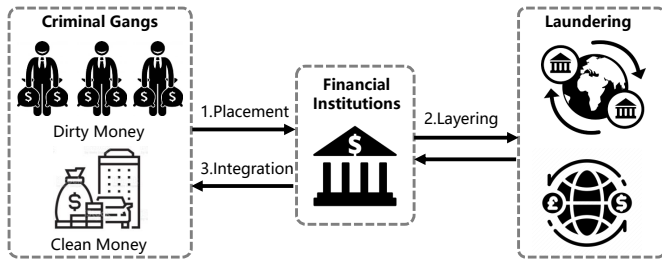 Criminal Gangs
$ $ $ $ $ $
Dirty Money
$
Clean Money
1.Placement
3.Integration
Financial
Institutions
$
2.Layering
Laundering
£ $